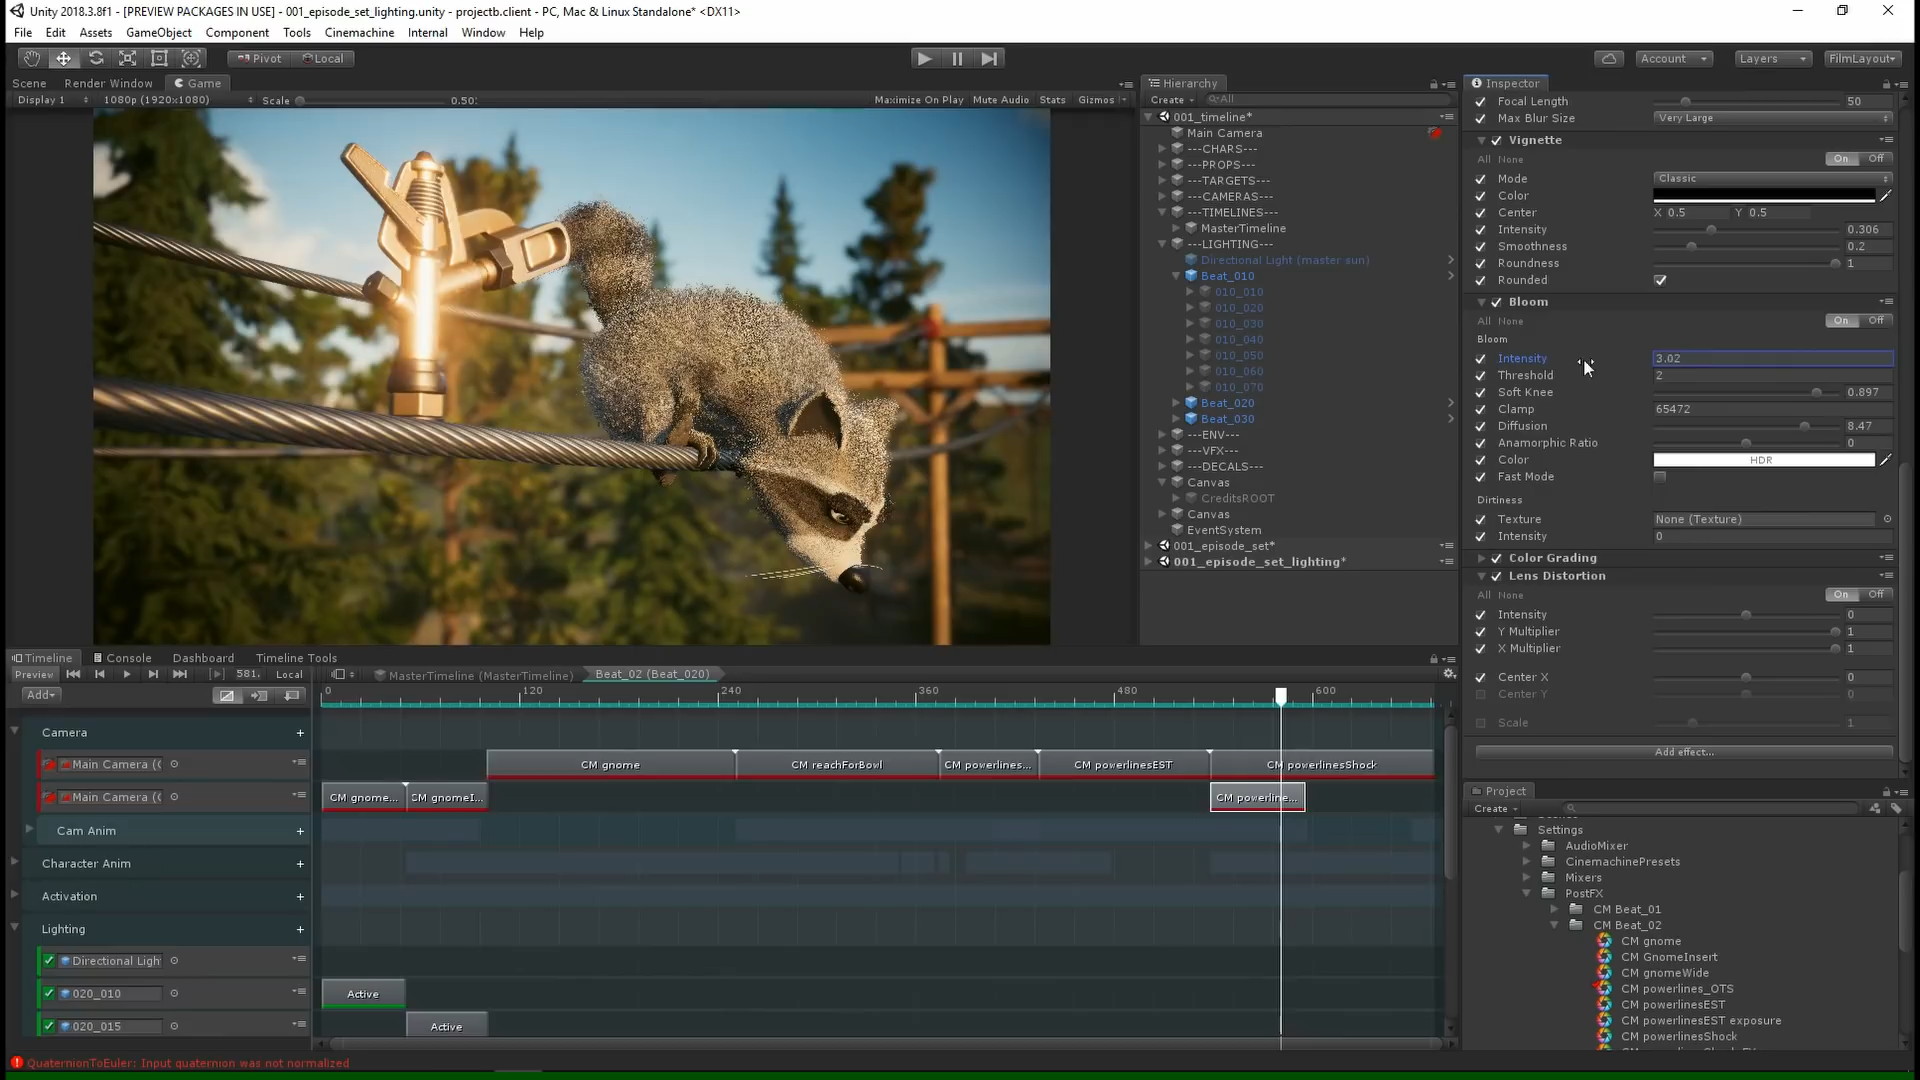 Unity 2018.3.8f1 - [PREVIEW PACKAGES IN USE] - 001_episode_set_lighting.unity - projectb.client - PC, Mac & Linux Standalone* <DX11>
File Edit Assets GameObject Component Tools Cinemachine Internal Window Help
Pivot Local Account Layers FilmLayout
Scene Render Window Game
Display 1 1080p (1920x1080) Scale 0.50: Maximize On Play Mute Audio Stats Gizmos
Hierarchy
Create All
001_timeline*
Main Camera
---CHARS---
---PROPS---
---TARGETS---
---CAMERAS---
---TIMELINES---
MasterTimeline
---LIGHTING---
Directional Light (master sun)
Beat_010
010_010
010_020
010_030
010_040
010_050
010_060
010_070
Beat_020
Beat_030
---ENV---
---VFX---
---DECALS---
Canvas
CreditsROOT
Canvas
EventSystem
001_episode_set*
001_episode_set_lighting*
Inspector
Focal Length 50
Max Blur Size Very Large
Vignette
All None On Off
Mode Classic
Color
Center X 0.5 Y 0.5
Intensity 0.306
Smoothness 0.2
Roundness 1
Rounded
Bloom
All None On Off
Bloom
Intensity 3.02
Threshold 2
Soft Knee 0.897
Clamp 65472
Diffusion 8.47
Anamorphic Ratio 0
Color HDR
Fast Mode
Dirtiness
Texture None (Texture)
Intensity 0
Color Grading
Lens Distortion
All None On Off
Intensity 0
Y Multiplier 1
X Multiplier 1
Center X 0
Center Y 0
Scale 1
Add effect...
Project
Create
Settings
AudioMixer
CinemachinePresets
Mixers
PostFX
CM Beat_01
CM Beat_02
CM gnome
CM GnomeInsert
CM gnomeWide
CM powerlines_OTS
CM powerlinesEST
CM powerlinesEST exposure
CM powerlinesShock
Timeline Console Dashboard Timeline Tools
Preview 581. Local MasterTimeline (MasterTimeline) Beat_02 (Beat_020)
Add 0 120 240 360 480 600
Camera
Main Camera (C CM gnome CM reachForBowl CM powerlines... CM powerlinesEST CM powerlinesShock
Main Camera (C CM gnome... CM gnomeI... CM powerline...
Cam Anim
Character Anim
Activation
Lighting
Directional Ligh
020_010 Active
020_015 Active
QuaternionToEuler: Input quaternion was not normalized